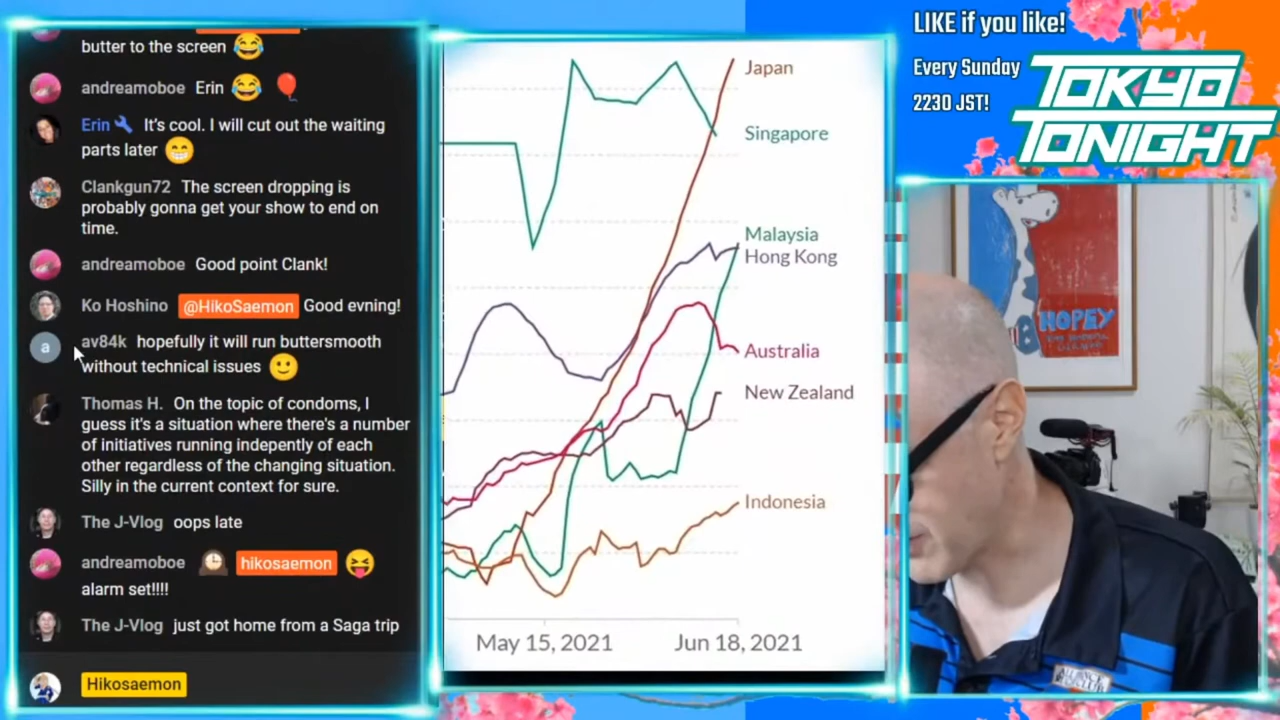 butter to the screen 😂
andreamoboe Erin 😂 🎈
Erin 🔧 It's cool. I will cut out the waiting
parts later 😁
Clankgun72 The screen dropping is
probably gonna get your show to end on
time.
andreamoboe Good point Clank!
Ko Hoshino @HikoSaemon Good evning!
a av84k hopefully it will run buttersmooth
without technical issues 🙂
Thomas H. On the topic of condoms, I
guess it's a situation where there's a number
of initiatives running indepently of each
other regardless of the changing situation.
Silly in the current context for sure.
The J-Vlog oops late
andreamoboe 🕰️ hikosaemon 😝
alarm set!!!!
The J-Vlog just got home from a Saga trip
Hikosaemon
Japan
Singapore
Malaysia
Hong Kong
Australia
New Zealand
Indonesia
May 15, 2021
Jun 18, 2021
LIKE if you like!
Every Sunday
2230 JST!
TOKYO
TONIGHT
HOPEY